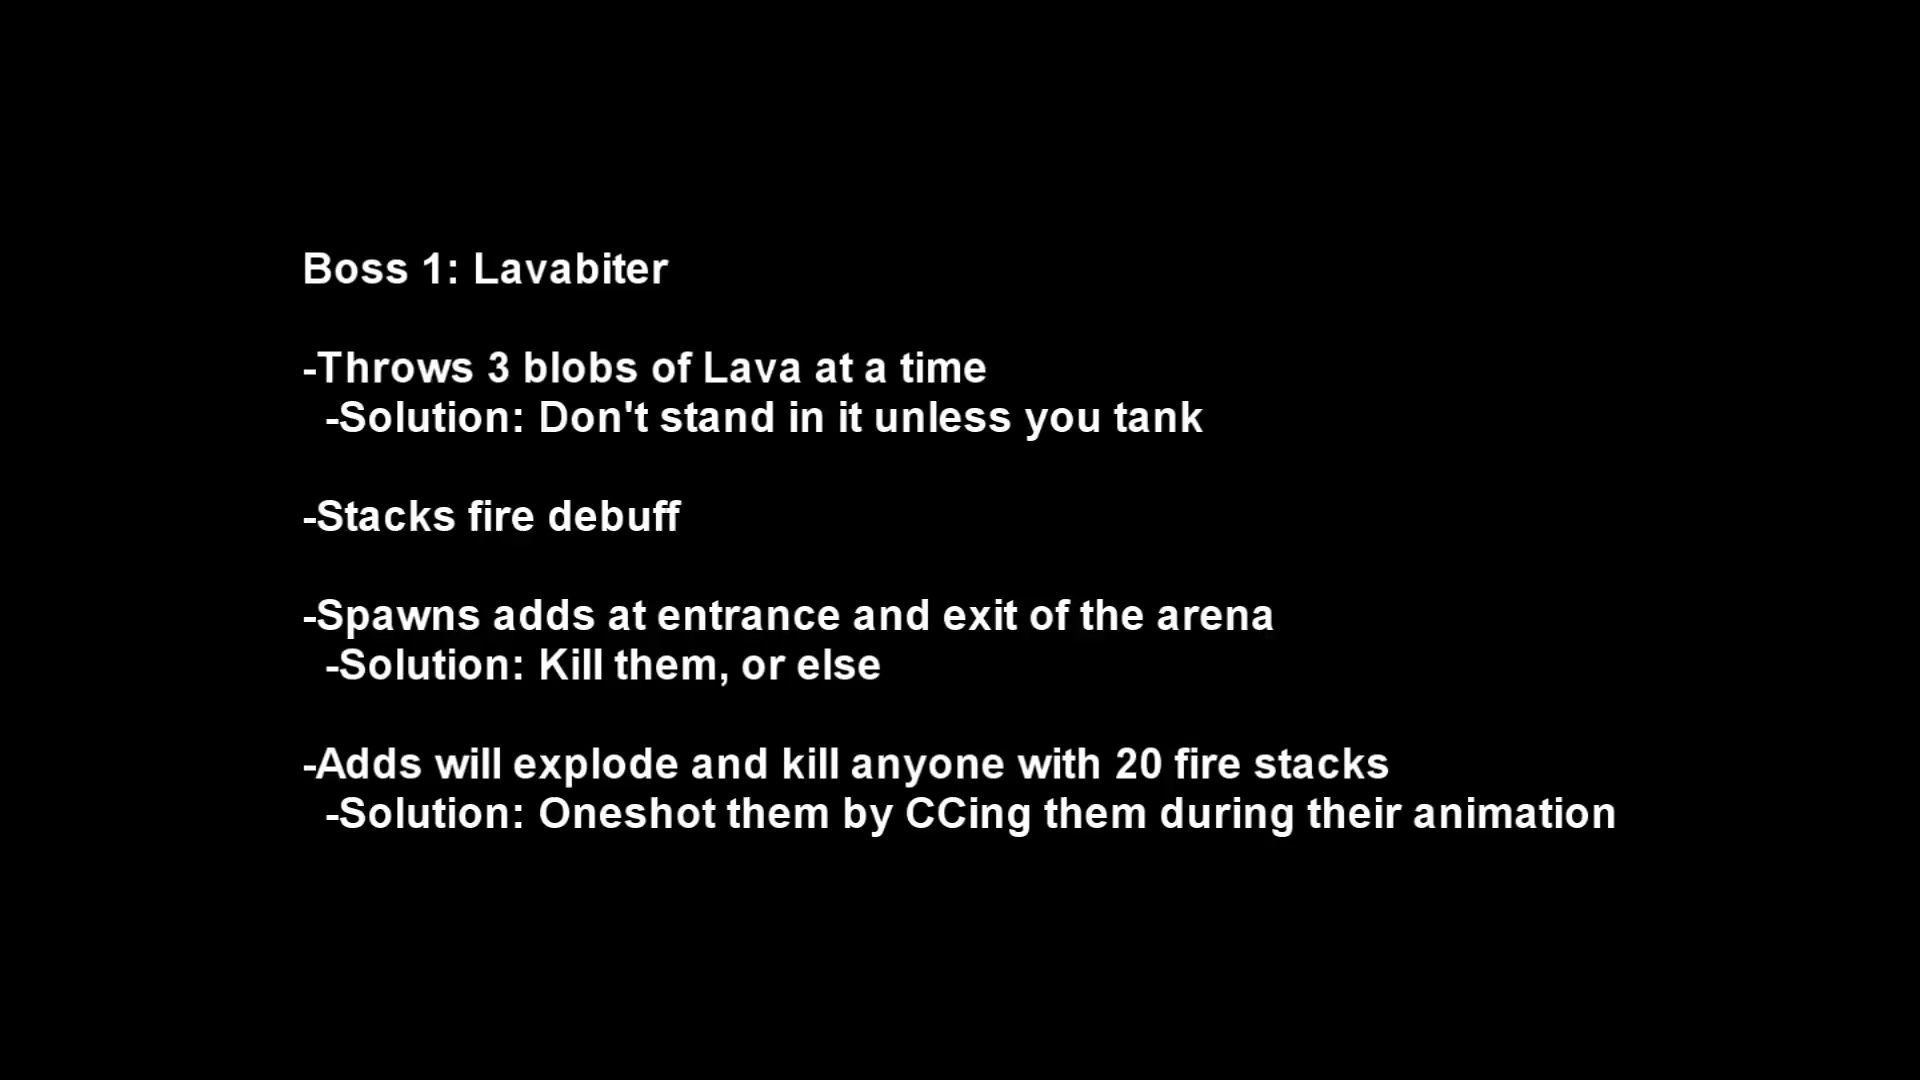 Boss 1: Lavabiter
-Throws 3 blobs of Lava at a time
-Solution: Don't stand in it unless you tank
-Stacks fire debuff
-Spawns adds at entrance and exit of the arena
-Solution: Kill them, or else
-Adds will explode and kill anyone with 20 fire stacks
-Solution: Oneshot them by CCing them during their animation